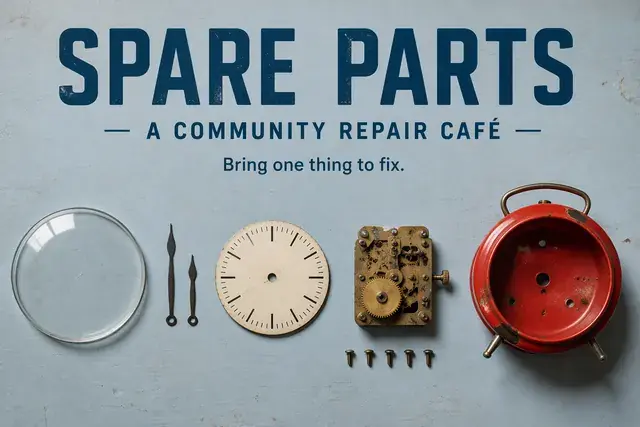 SPARE PARTS
— A COMMUNITY REPAIR CAFÉ —
Bring one thing to fix.